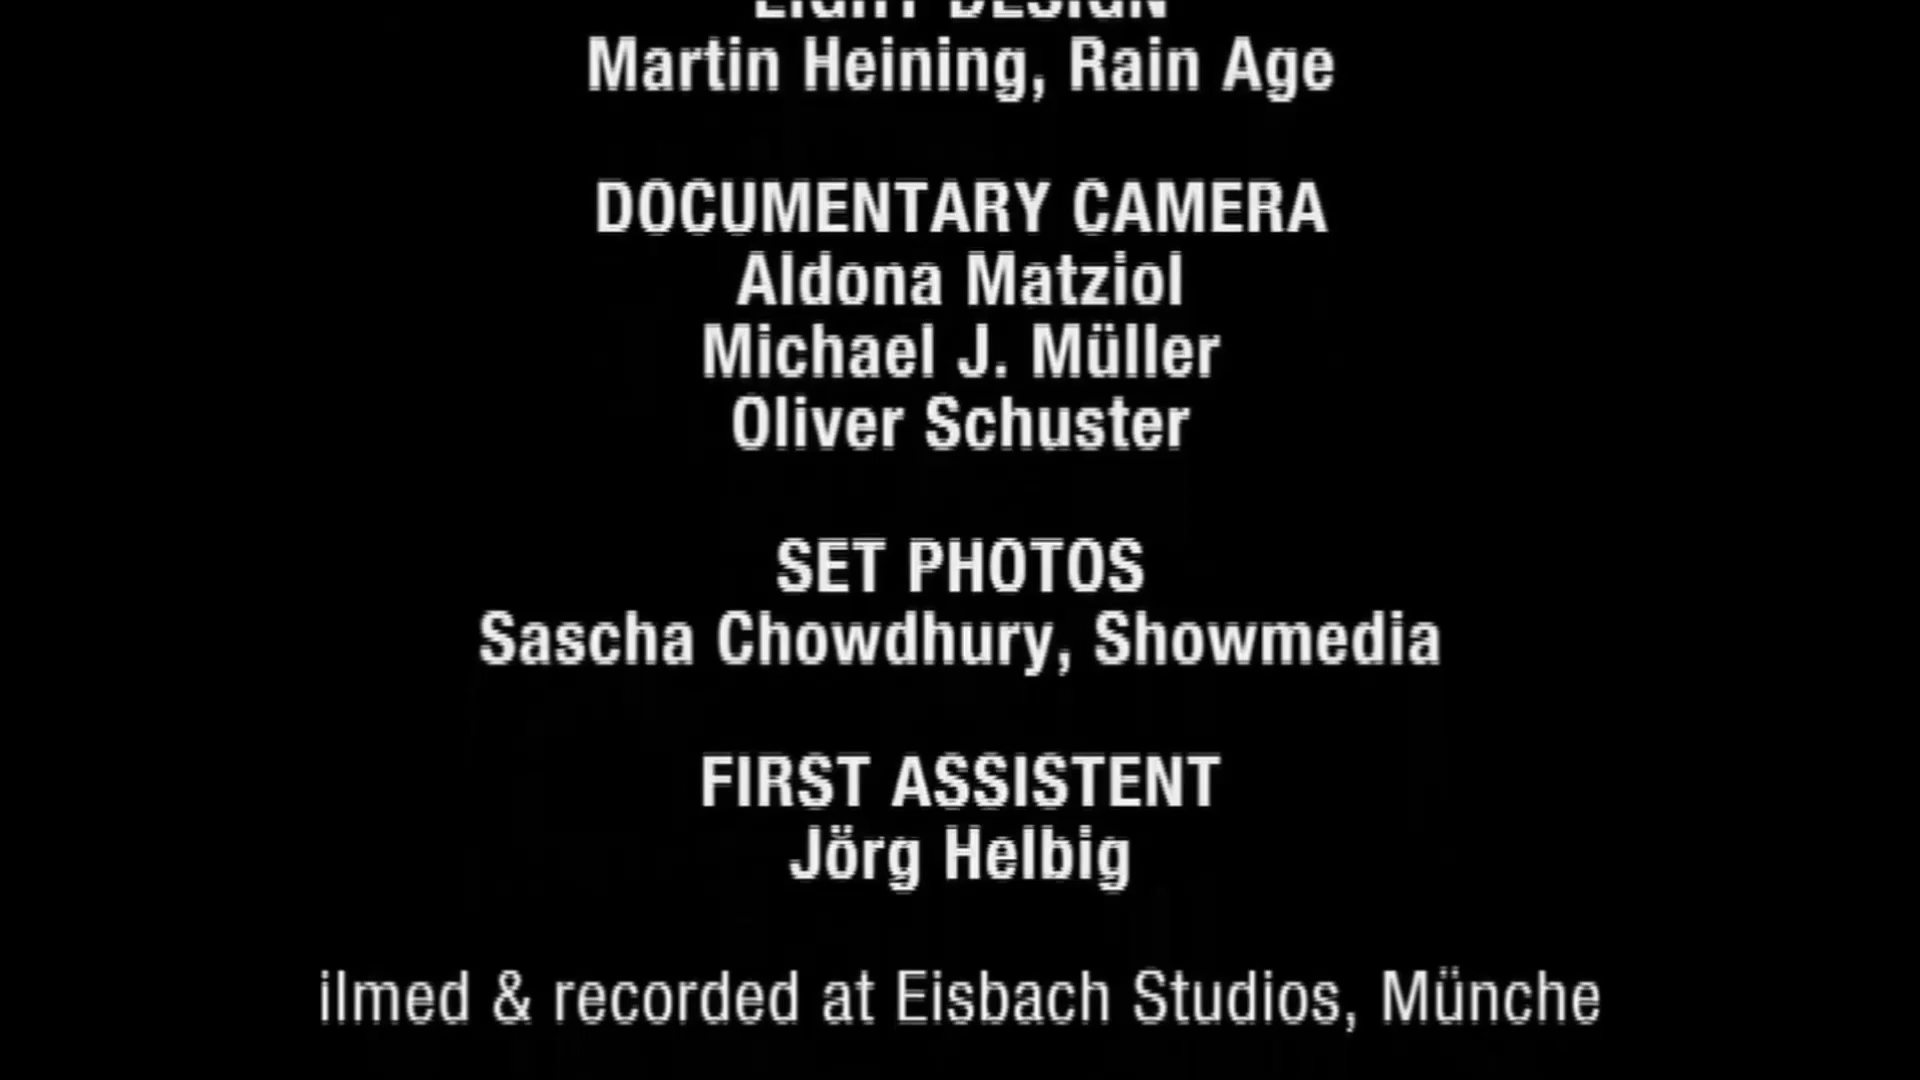 LIGHT DESIGN
Martin Heining, Rain Age
DOCUMENTARY CAMERA
Aldona Matziol
Michael J. Müller
Oliver Schuster
SET PHOTOS
Sascha Chowdhury, Showmedia
FIRST ASSISTENT
Jörg Helbig
ilmed & recorded at Eisbach Studios, Münche